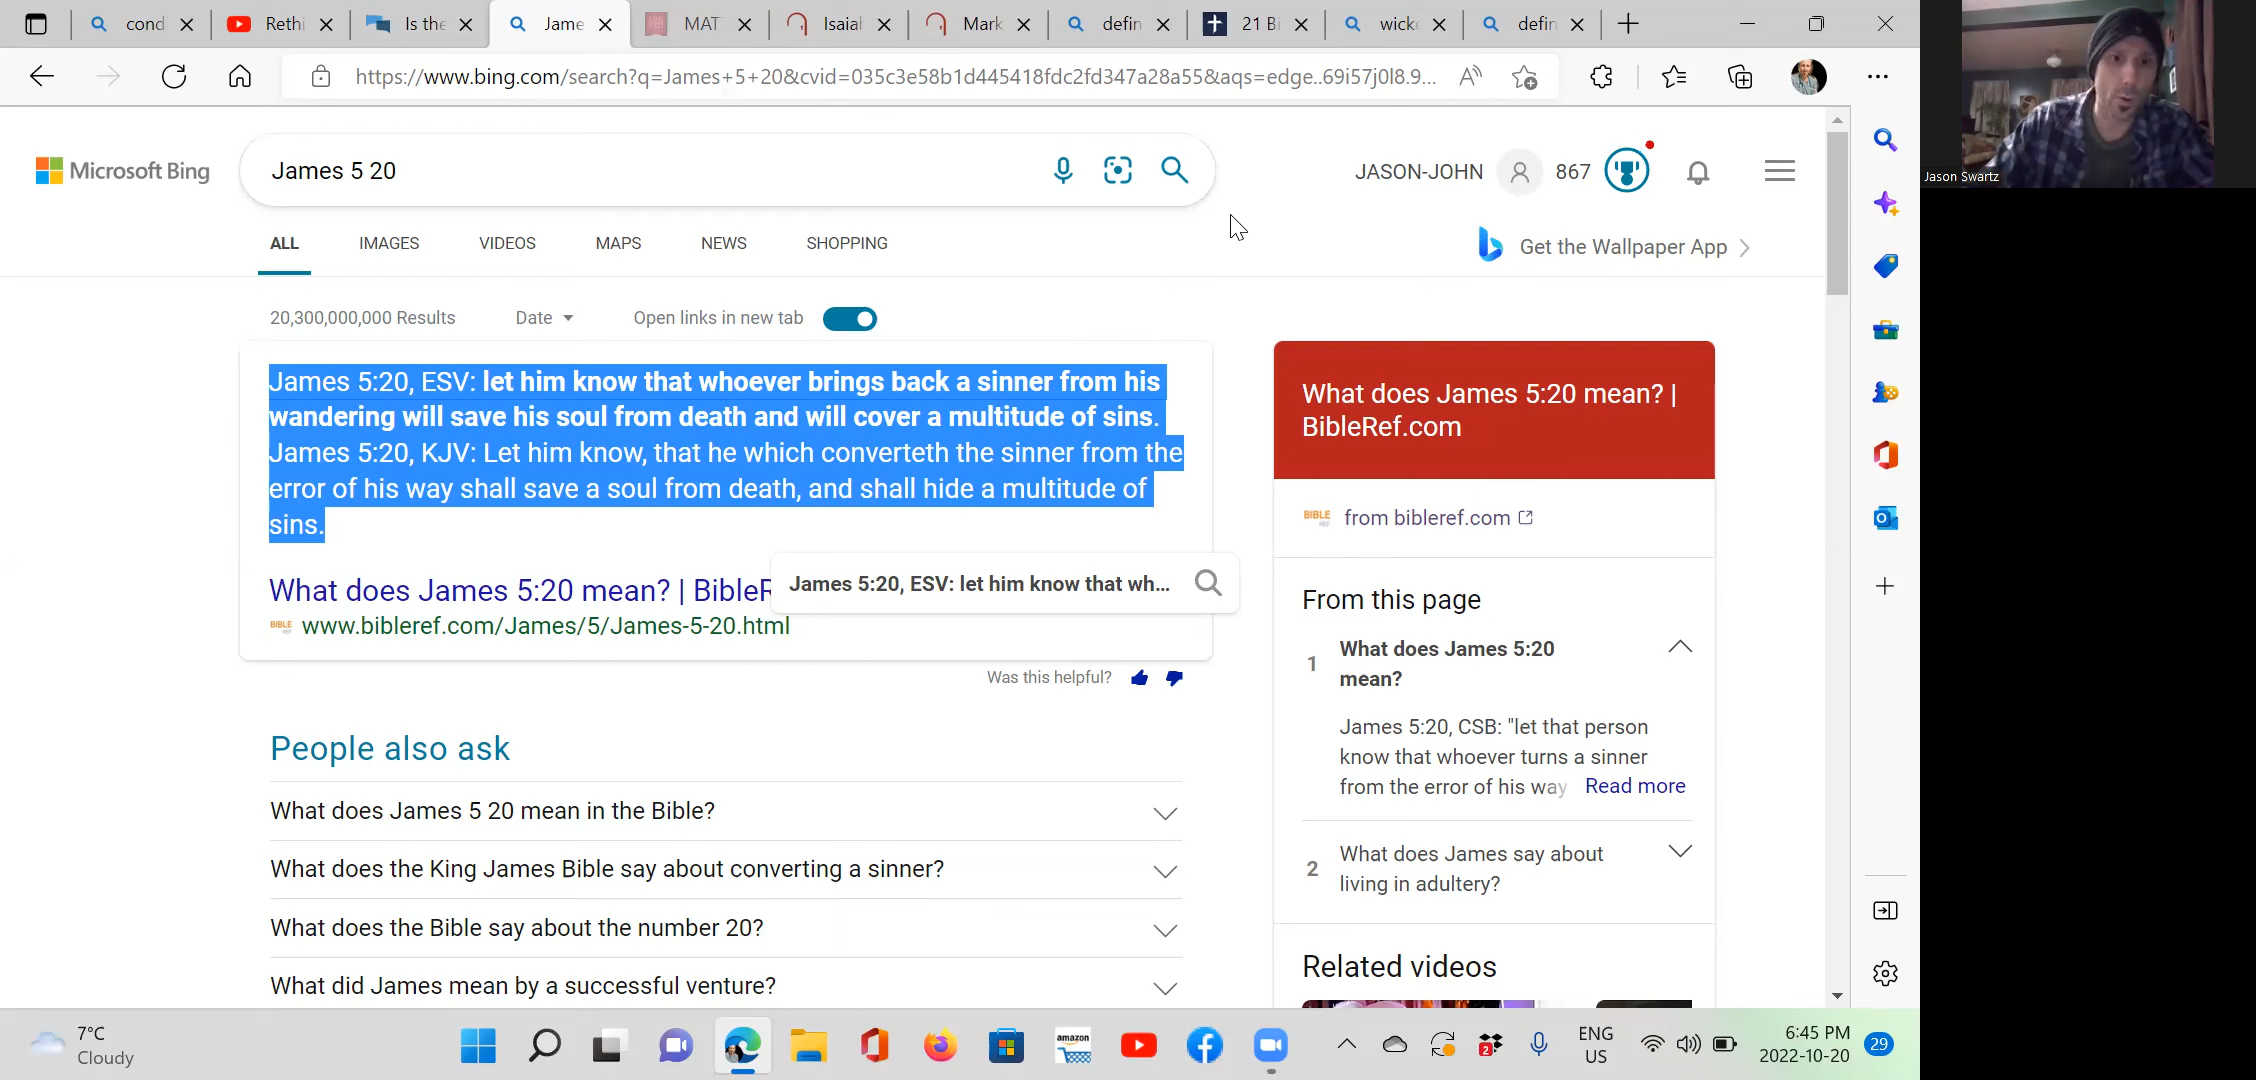 cond
Rethi
Is the
Jame
MAT
Isaiah
Mark
defin
21 Bi
wicke
defin
https://www.bing.com/search?q=James+5+20&cvid=035c3e58b1d445418fdc2fd347a28a55&aqs=edge..69i57j0l8.9...
Jason Swartz
Microsoft Bing
James 5 20
JASON-JOHN
867
ALL
IMAGES
VIDEOS
MAPS
NEWS
SHOPPING
Get the Wallpaper App
20,300,000,000 Results
Date
Open links in new tab
James 5:20, ESV: let him know that whoever brings back a sinner from his
wandering will save his soul from death and will cover a multitude of sins.
James 5:20, KJV: Let him know, that he which converteth the sinner from the
error of his way shall save a soul from death, and shall hide a multitude of
sins.
What does James 5:20 mean? | BibleR
James 5:20, ESV: let him know that wh...
BIBLE
www.bibleref.com/James/5/James-5-20.html
Was this helpful?
People also ask
What does James 5 20 mean in the Bible?
What does the King James Bible say about converting a sinner?
What does the Bible say about the number 20?
What did James mean by a successful venture?
What does James 5:20 mean? |
BibleRef.com
BIBLE
from bibleref.com
From this page
1
What does James 5:20
mean?
James 5:20, CSB: "let that person
know that whoever turns a sinner
from the error of his way
Read more
2
What does James say about
living in adultery?
Related videos
7°C
Cloudy
amazon
2
ENG
US
6:45 PM
2022-10-20
29